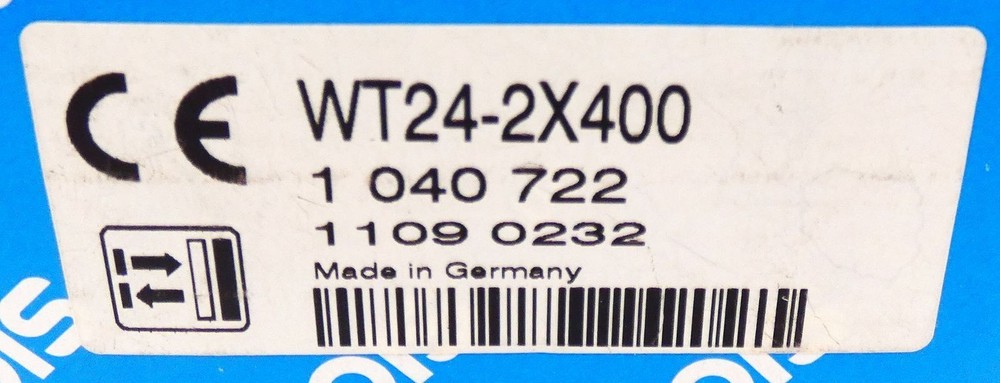 CE
WT24-2X400
1 040 722
1109 0232
Made in Germany